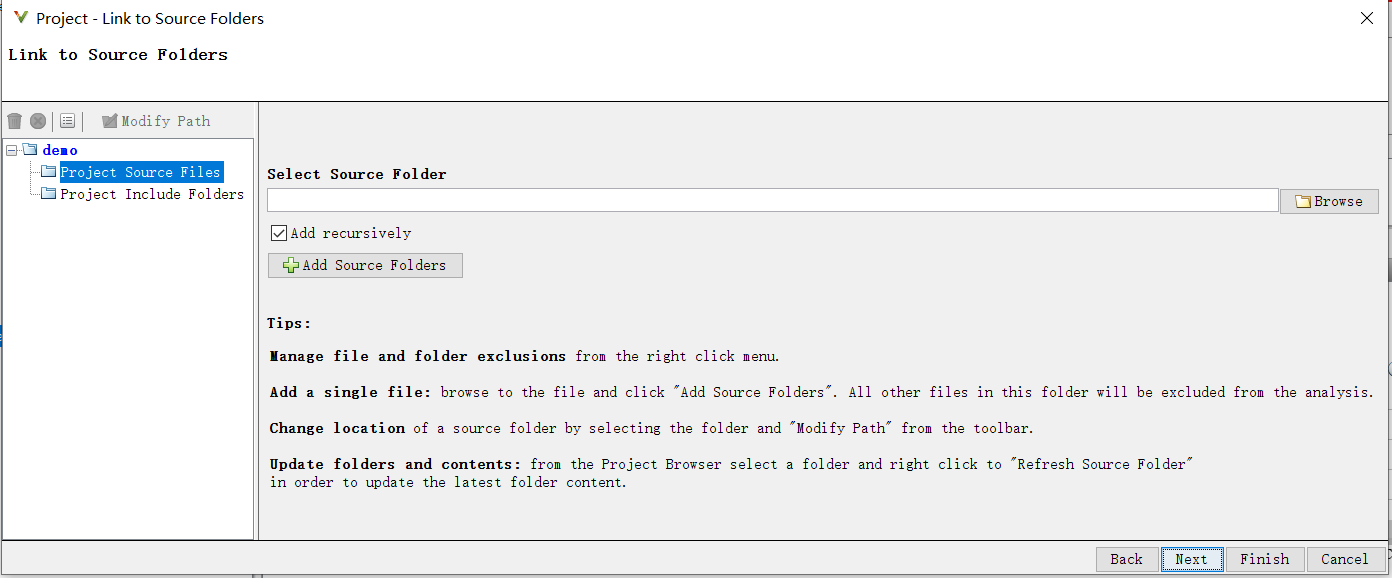 Project - Link to Source Folders
Link to Source Folders
Modify Path
demo
Project Source Files
Project Include Folders
Select Source Folder
Browse
Add recursively
Add Source Folders
Tips:
Manage file and folder exclusions from the right click menu.
Add a single file: browse to the file and click "Add Source Folders". All other files in this folder will be excluded from the analysis.
Change location of a source folder by selecting the folder and "Modify Path" from the toolbar.
Update folders and contents: from the Project Browser select a folder and right click to "Refresh Source Folder"
in order to update the latest folder content.
Back Next Finish Cancel